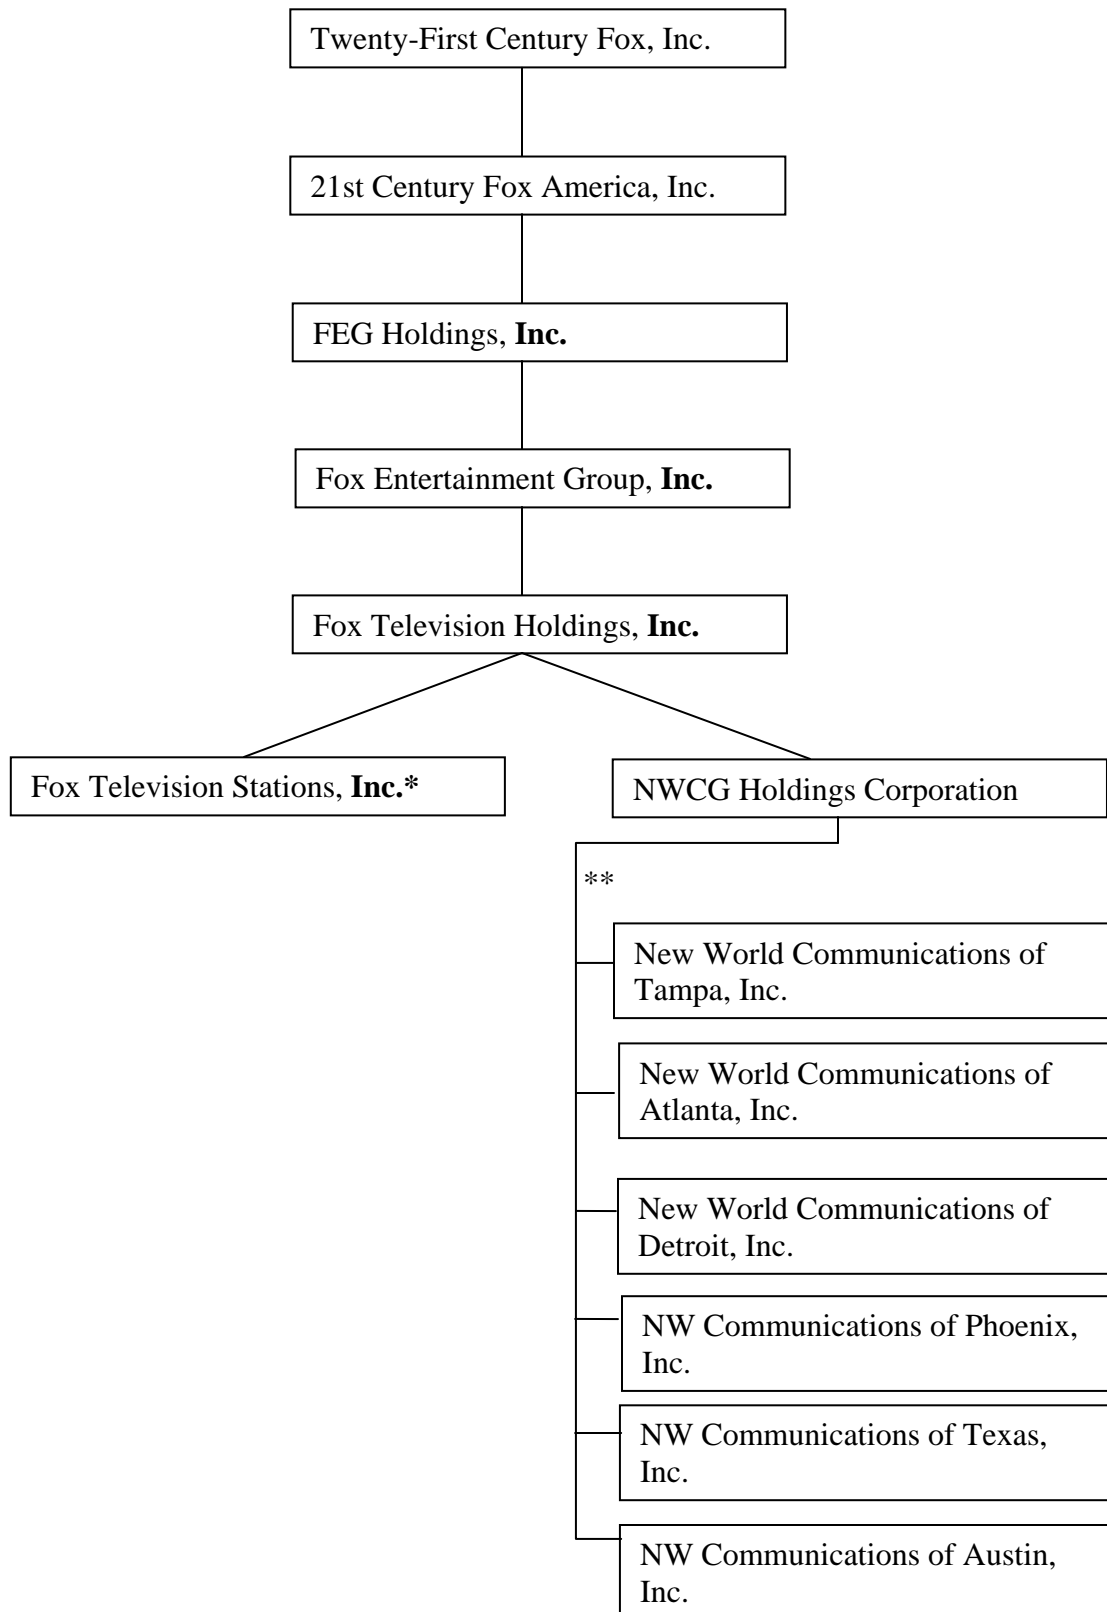 Twenty-First Century Fox, Inc.
21st Century Fox America, Inc.
FEG Holdings, Inc.
Fox Entertainment Group, Inc.
Fox Television Holdings, Inc.
Fox Television Stations, Inc.*
NWCG Holdings Corporation
**
New World Communications of
Tampa, Inc.
New World Communications of
Atlanta, Inc.
New World Communications of
Detroit, Inc.
NW Communications of Phoenix,
Inc.
NW Communications of Texas,
Inc.
NW Communications of Austin,
Inc.